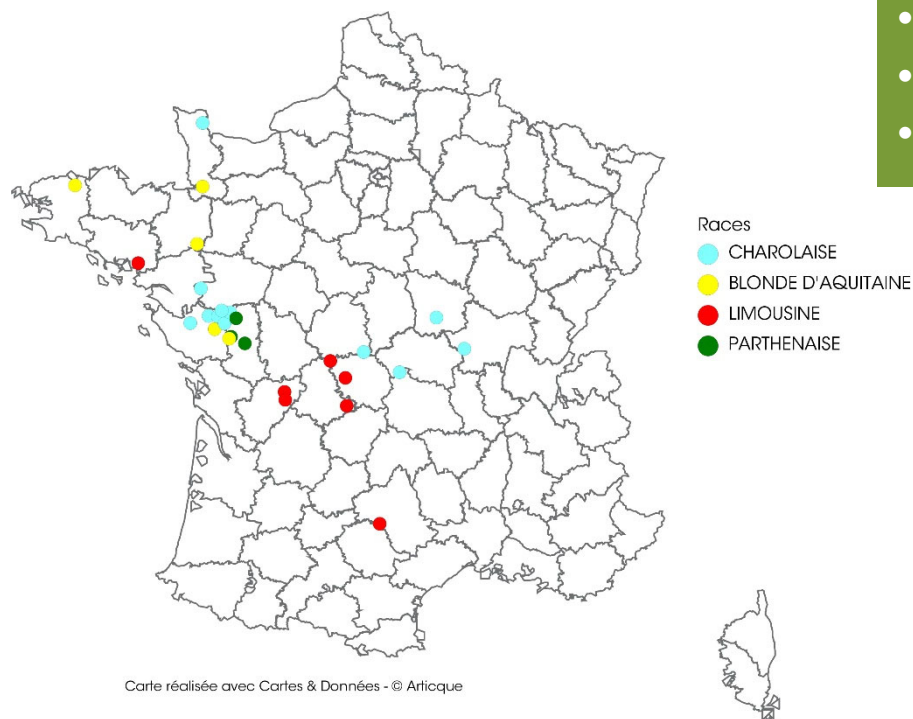 Races
CHAROLAISE
BLONDE D'AQUITAINE
LIMOUSINE
PARTHENAISE
Carte réalisée avec Cartes & Données - © Articque